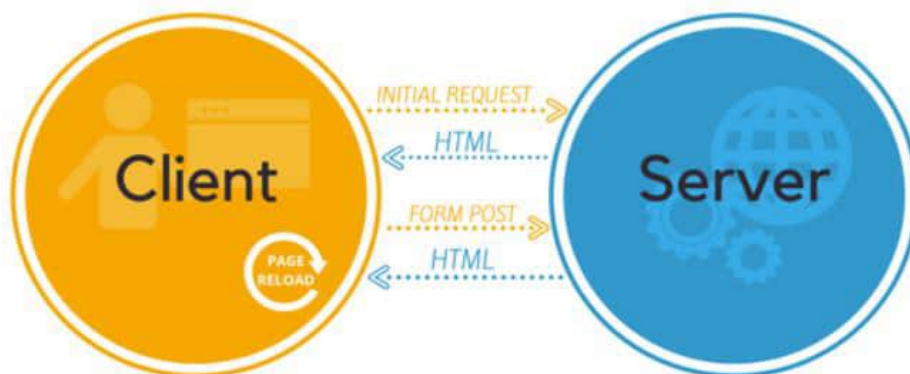 INITIAL REQUEST
HTML
Client
Server
FORM POST
HTML
PAGE
RELOAD